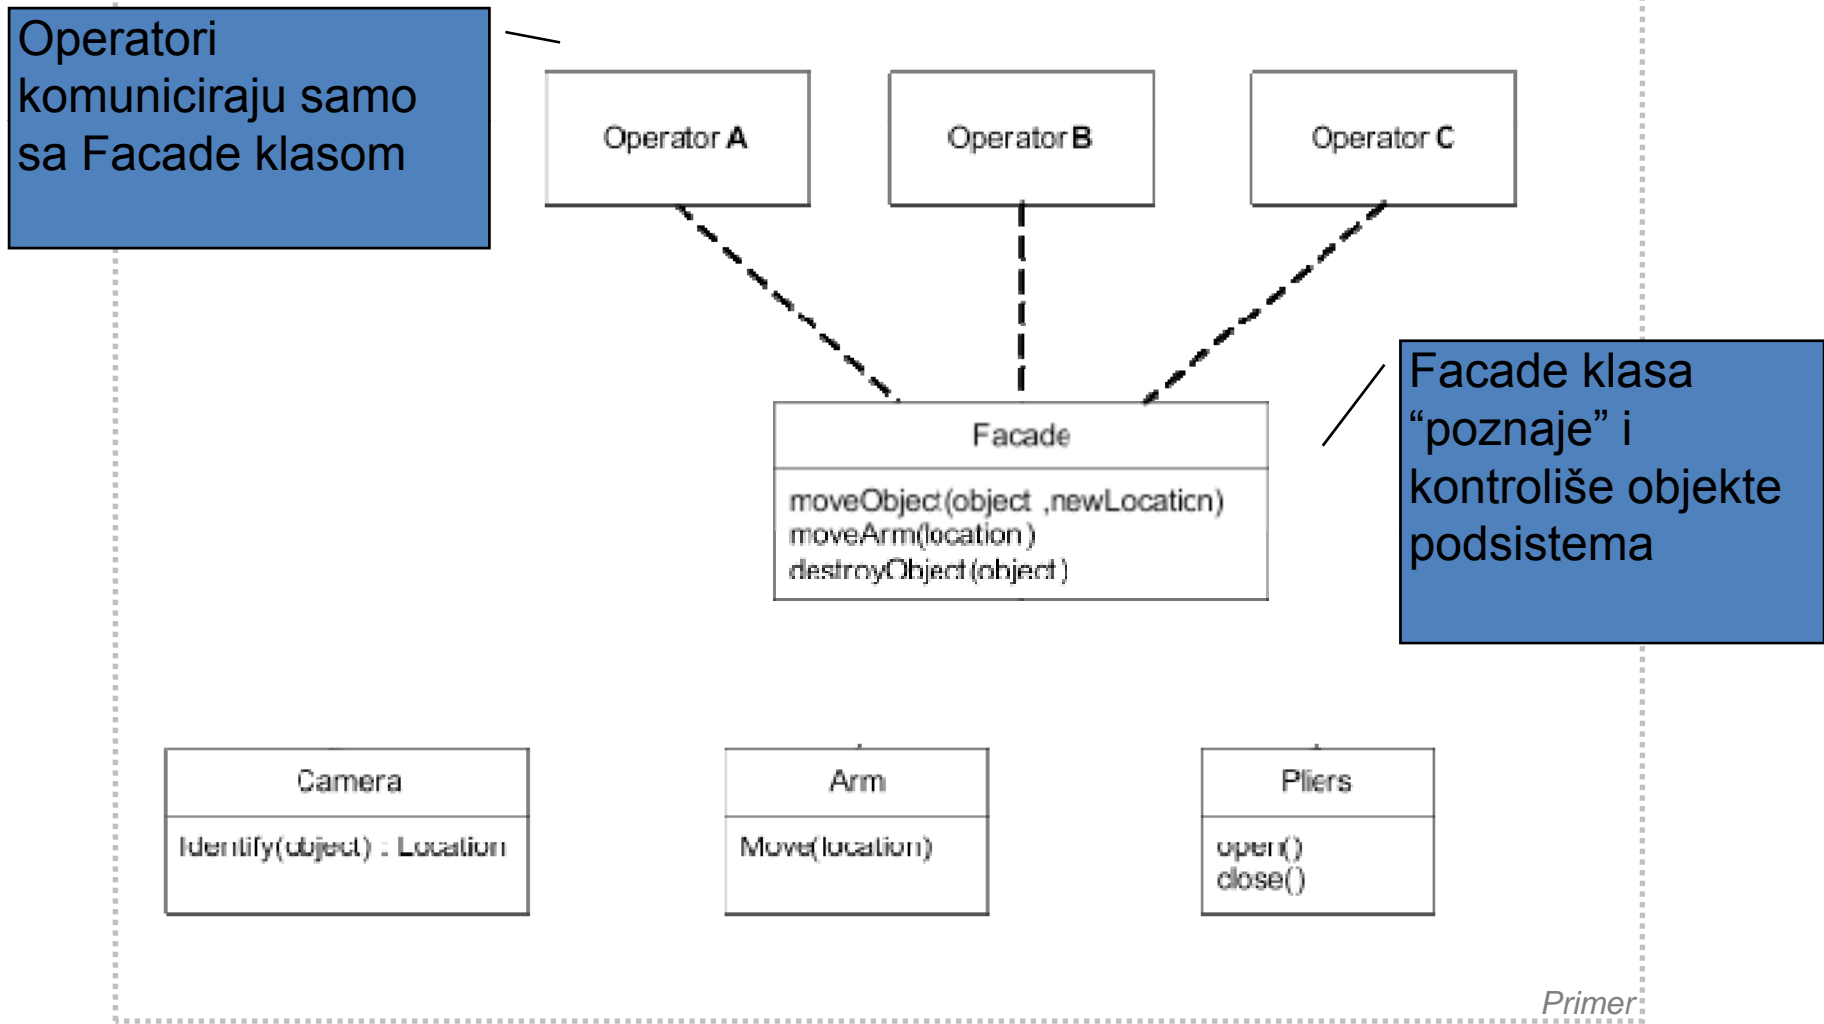 Operatori
komuniciraju samo
sa Facade klasom
Operator A
Operator B
Operator C
Facade
moveObject(object ,newLocation)
moveArm(location)
destroyObject(object)
Facade klasa
“poznaje” i
kontroliše objekte
podsistema
Camera
Identify(object) : Location
Arm
Move(location)
Pliers
open()
close()
Primer